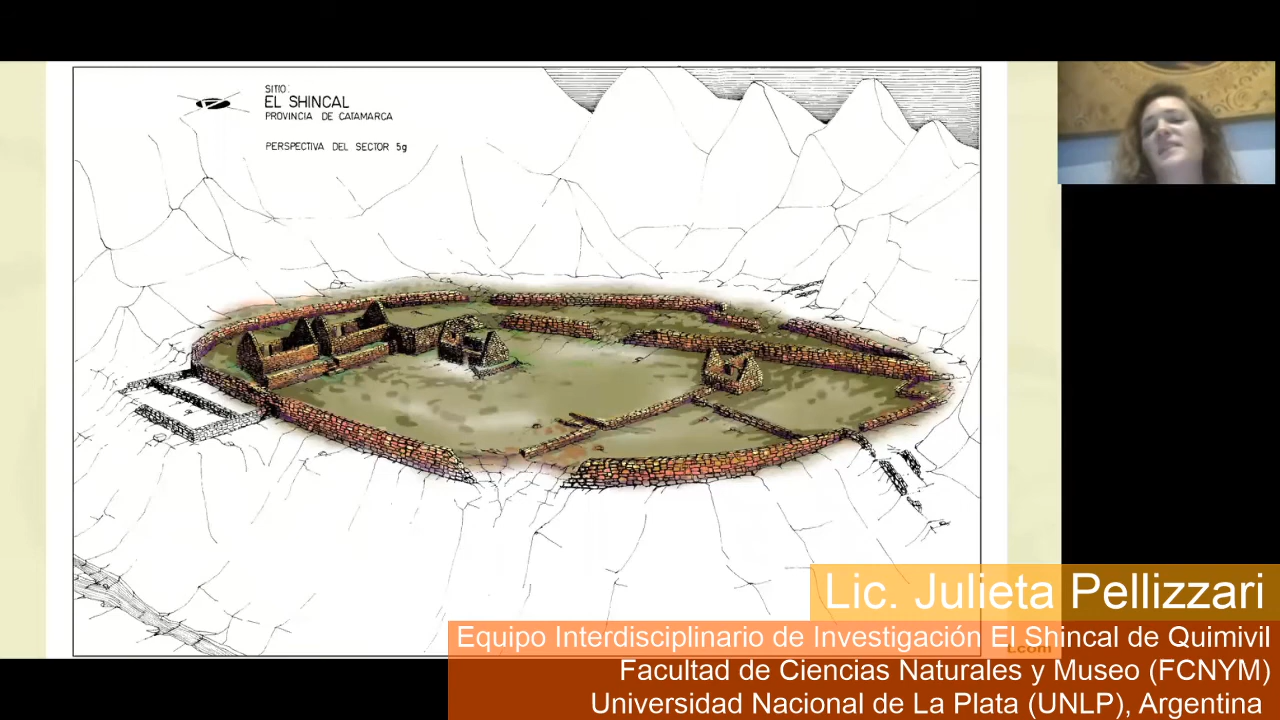 SITIO:
EL SHINCAL
PROVINCIA DE CATAMARCA
PERSPECTIVA DEL SECTOR 5g
Lic. Julieta Pellizzari
Equipo Interdisciplinario de Investigación El Shincal de Quimivil
Facultad de Ciencias Naturales y Museo (FCNYM)
Universidad Nacional de La Plata (UNLP), Argentina